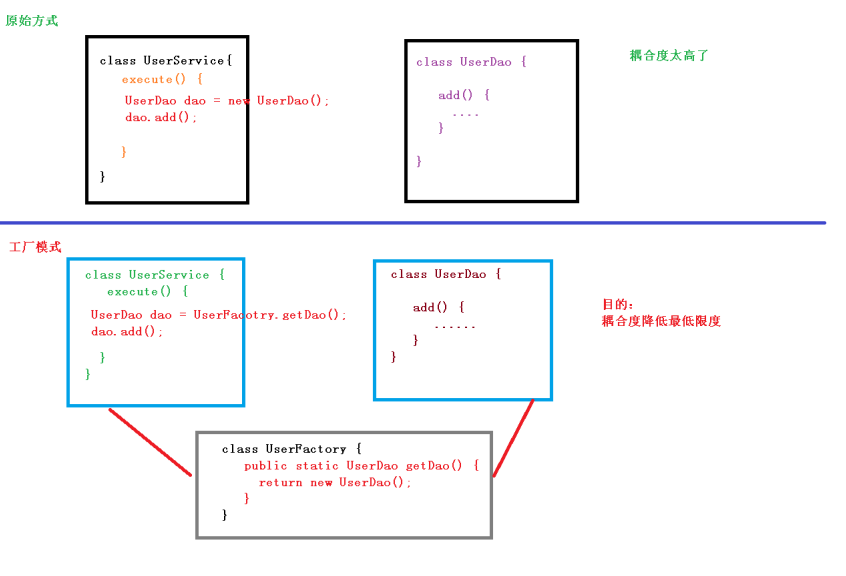 原始方式
class UserService{
execute() {
UserDao dao = new UserDao();
dao.add();
}
}
class UserDao {
add() {
....
}
}
耦合度太高了
工厂模式
class UserService {
execute() {
UserDao dao = UserFacotry.getDao();
dao.add();
}
}
class UserDao {
add() {
......
}
}
目的:
耦合度降低最低限度
class UserFactory {
public static UserDao getDao() {
return new UserDao();
}
}